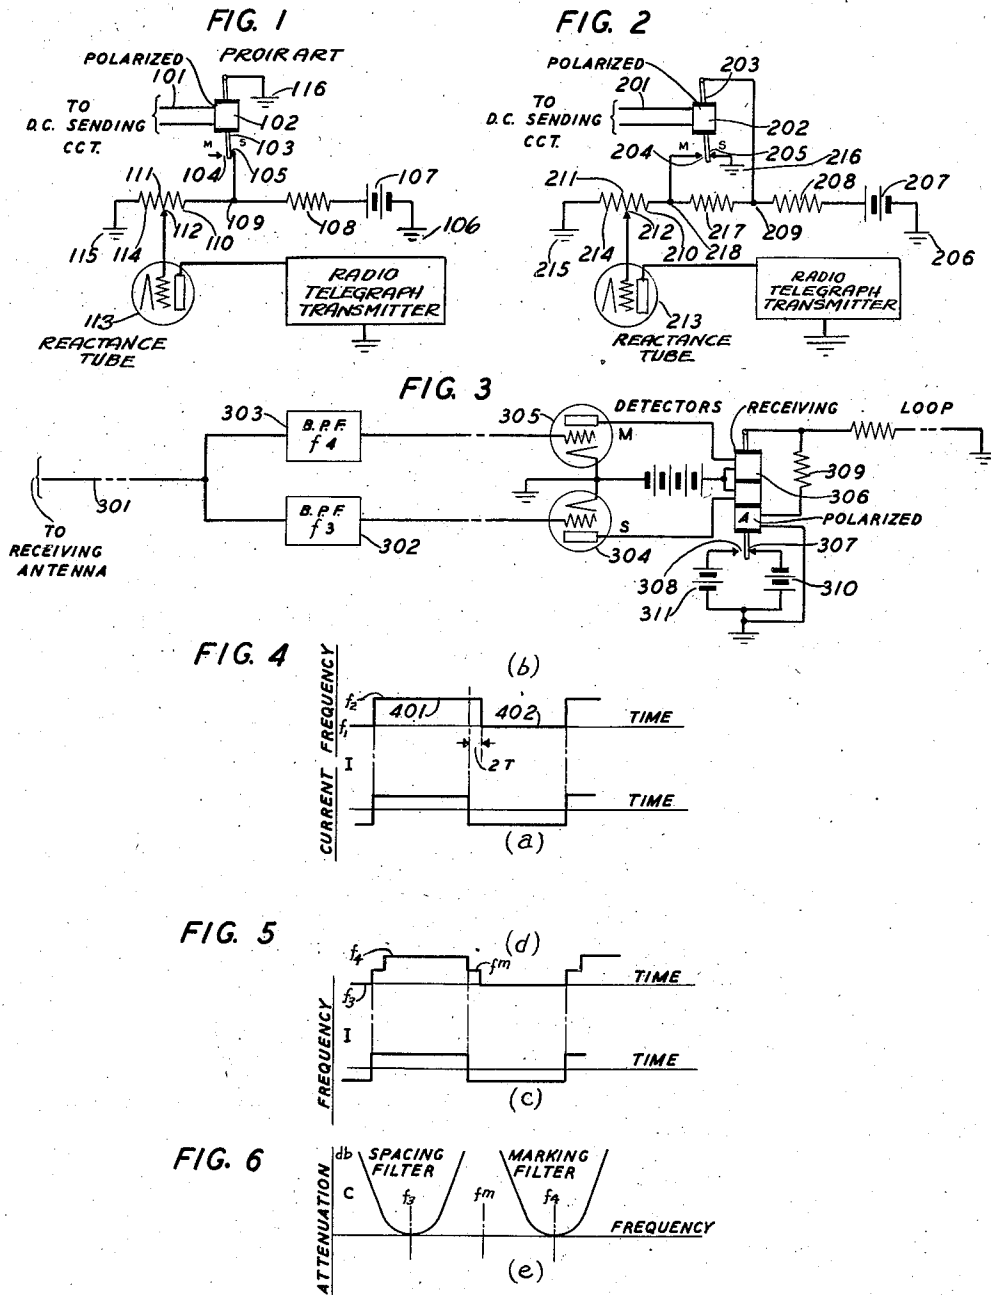 FIG. 1
PROIR ART
POLARIZED
101
116
TO
D.C. SENDING
CCT.
102
103
M
S
104
105
111
107
109
108
106
115
114
112
110
113
REACTANCE
TUBE
RADIO
TELEGRAPH
TRANSMITTER
FIG. 2
POLARIZED
203
201
TO
D.C. SENDING
CCT.
202
M
S
204
205
216
211
208
207
215
214
212
210
217
218
209
206
213
REACTANCE
TUBE
RADIO
TELEGRAPH
TRANSMITTER
FIG. 3
303
B.P.F.
f4
305
DETECTORS
RECEIVING
LOOP
M
309
306
301
TO
RECEIVING
ANTENNA
B.P.F.
f3
302
S
304
A
POLARIZED
307
308
311
310
FIG. 4
FREQUENCY
(b)
f2
401
402
TIME
f1
I
2T
CURRENT
TIME
(a)
FIG. 5
(d)
f4
fm
TIME
f3
FREQUENCY
I
TIME
(c)
FIG. 6
ATTENUATION
db
SPACING
FILTER
MARKING
FILTER
C
f3
fm
f4
FREQUENCY
(e)